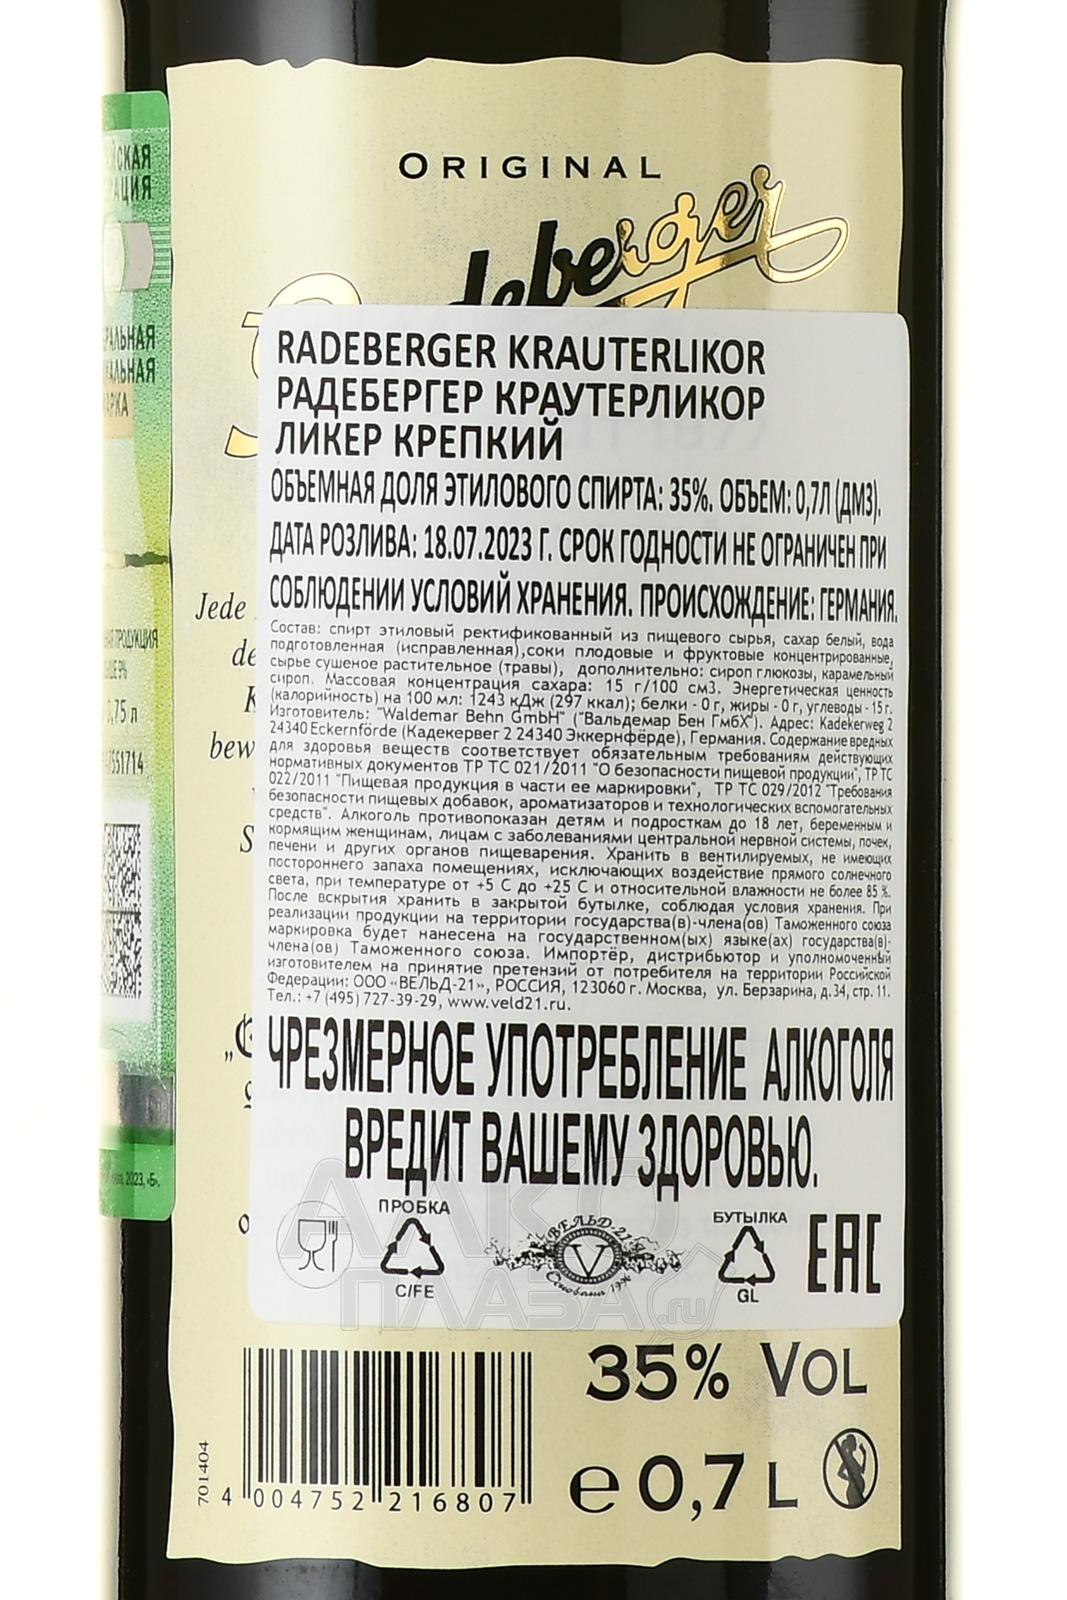 ORIGINAL
Radeberger
RADEBERGER KRAUTERLIKOR
РАДЕБЕРГЕР КРАУТЕРЛИКОР
ЛИКЕР КРЕПКИЙ
ОБЪЕМНАЯ ДОЛЯ ЭТИЛОВОГО СПИРТА: 35%. ОБЪЕМ: 0,7Л (ДМ3).
ДАТА РОЗЛИВА: 18.07.2023 Г. СРОК ГОДНОСТИ НЕ ОГРАНИЧЕН ПРИ
СОБЛЮДЕНИИ УСЛОВИЙ ХРАНЕНИЯ. ПРОИСХОЖДЕНИЕ: ГЕРМАНИЯ.
Состав: спирт этиловый ректификованный из пищевого сырья, сахар белый, вода
подготовленная (исправленная),соки плодовые и фруктовые концентрированные,
сырье сушеное растительное (травы), дополнительно: сироп глюкозы, карамельный
сироп. Массовая концентрация сахара: 15 г/100 см3. Энергетическая ценность
(калорийность) на 100 мл: 1243 кДж (297 ккал); белки - 0 г, жиры - 0 г, углеводы - 15 г.
Изготовитель: "Waldemar Behn GmbH" ("Вальдемар Бен ГмбХ"). Адрес: Kadekerweg 2
24340 Eckernförde (Кадекервег 2 24340 Эккернфёрде), Германия. Содержание вредных
для здоровья веществ соответствует обязательным требованиям действующих
нормативных документов ТР ТС 021/2011 "О безопасности пищевой продукции", ТР ТС
022/2011 "Пищевая продукция в части ее маркировки", ТР ТС 029/2012 "Требования
безопасности пищевых добавок, ароматизаторов и технологических вспомогательных
средств". Алкоголь противопоказан детям и подросткам до 18 лет, беременным и
кормящим женщинам, лицам с заболеваниями центральной нервной системы, почек,
печени и других органов пищеварения. Хранить в вентилируемых, не имеющих
постороннего запаха помещениях, исключающих воздействие прямого солнечного
света, при температуре от +5 С до +25 С и относительной влажности не более 85 %.
После вскрытия хранить в закрытой бутылке, соблюдая условия хранения. При
реализации продукции на территории государства(в)-члена(ов) Таможенного союза
маркировка будет нанесена на государственном(ых) языке(ах) государства(в)-
члена(ов) Таможенного союза. Импортёр, дистрибьютор и уполномоченный
изготовителем на принятие претензий от потребителя на территории Российской
Федерации: ООО «ВЕЛЬД-21», РОССИЯ, 123060 г. Москва, ул. Берзарина, д.34, стр. 11.
Тел.: +7 (495) 727-39-29, www.veld21.ru.
ЧРЕЗМЕРНОЕ УПОТРЕБЛЕНИЕ АЛКОГОЛЯ
ВРЕДИТ ВАШЕМУ ЗДОРОВЬЮ.
ПРОБКА
C/FE
ВЕЛЬД-21
V
Основана 1996
БУТЫЛКА
GL
EAC
АЛКО
ПЛАЗА.ru
35% VOL
e 0,7 L
701404
4 004752 216807
Jede
0,75 л
2023, «Б».